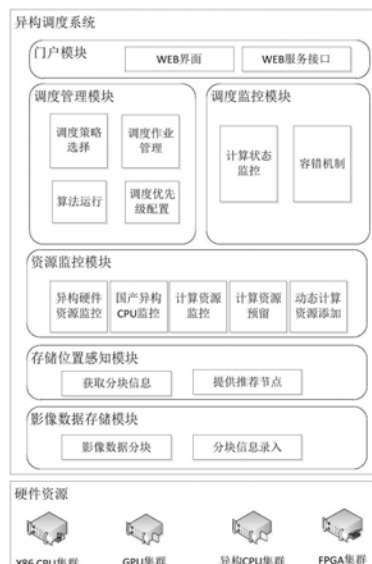 异构调度系统
门户模块
WEB界面
WEB服务接口
调度管理模块
调度策略
选择
调度作业
管理
算法运行
调度优先
级配置
调度监控模块
计算状态
监控
容错机制
资源监控模块
异构硬件
资源监控
国产异构
CPU监控
计算资源
监控
计算资源
预留
动态计算
资源添加
存储位置感知模块
获取分块信息
提供推荐节点
影像数据存储模块
影像数据分块
分块信息录入
硬件资源
X86 CPU集群
GPU集群
异构CPU集群
FPGA集群